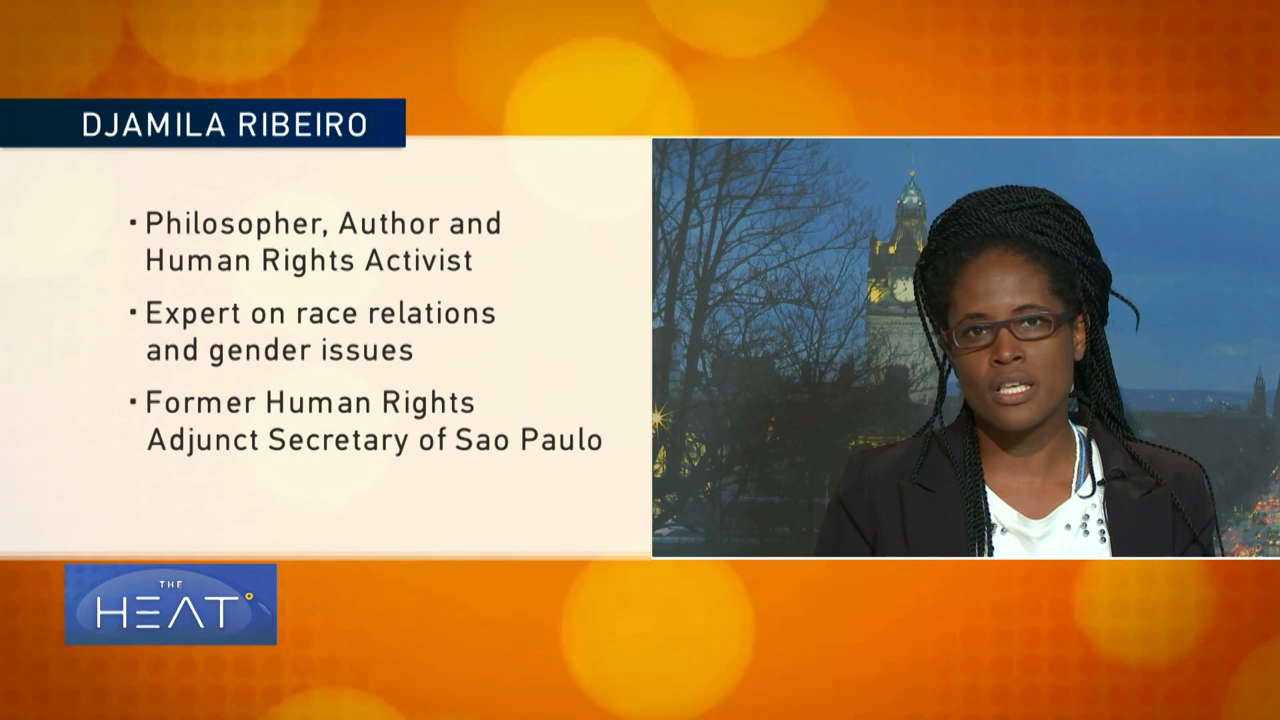 DJAMILA RIBEIRO
▪ Philosopher, Author and
Human Rights Activist
▪ Expert on race relations
and gender issues
▪ Former Human Rights
Adjunct Secretary of Sao Paulo
THE
HEAT